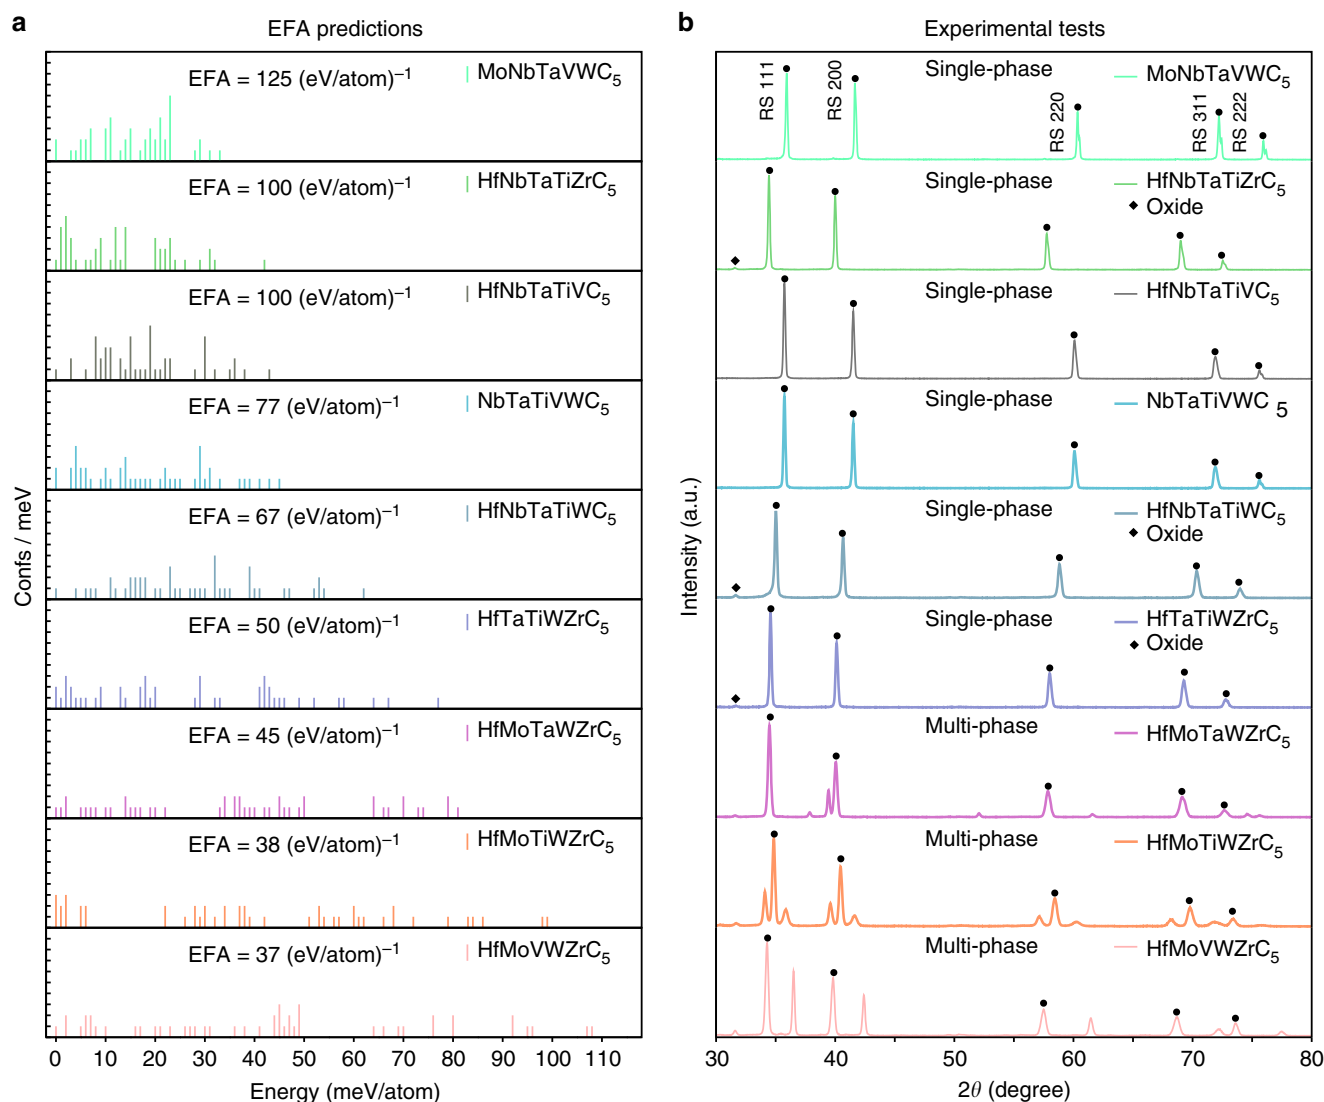 a
EFA predictions
EFA = 125 (eV/atom)⁻¹
MoNbTaVWC₅
EFA = 100 (eV/atom)⁻¹
HfNbTaTiZrC₅
EFA = 100 (eV/atom)⁻¹
HfNbTaTiVC₅
EFA = 77 (eV/atom)⁻¹
NbTaTiVWC₅
EFA = 67 (eV/atom)⁻¹
HfNbTaTiWC₅
EFA = 50 (eV/atom)⁻¹
HfTaTiWZrC₅
EFA = 45 (eV/atom)⁻¹
HfMoTaWZrC₅
EFA = 38 (eV/atom)⁻¹
HfMoTiWZrC₅
EFA = 37 (eV/atom)⁻¹
HfMoVWZrC₅
Confs / meV
0 10 20 30 40 50 60 70 80 90 100 110
Energy (meV/atom)
b
Experimental tests
RS 111
RS 200
RS 220
RS 311
RS 222
Single-phase
MoNbTaVWC₅
Single-phase
HfNbTaTiZrC₅
Oxide
Single-phase
HfNbTaTiVC₅
Single-phase
NbTaTiVWC ₅
Single-phase
HfNbTaTiWC₅
Oxide
Single-phase
HfTaTiWZrC₅
Oxide
Multi-phase
HfMoTaWZrC₅
Multi-phase
HfMoTiWZrC₅
Multi-phase
HfMoVWZrC₅
Intensity (a.u.)
30 40 50 60 70 80
2θ (degree)